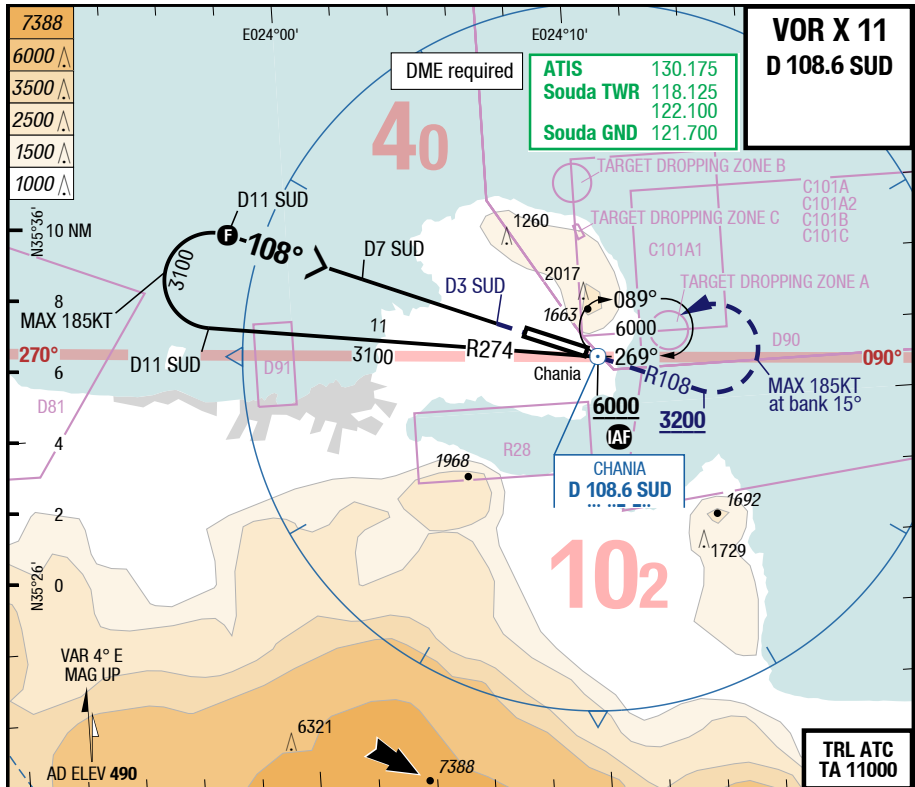 7388
6000
3500
2500
1500
1000
E024°00'
E024°10'
VOR X 11
D 108.6 SUD
DME required
ATIS 130.175
Souda TWR 118.125
122.100
Souda GND 121.700
40
TARGET DROPPING ZONE B
C101A
C101A2
C101B
C101C
TARGET DROPPING ZONE C
D
C101A1
TARGET DROPPING ZONE A
N35°36'
10 NM
D11 SUD
F
108°
1260
D7 SUD
3100
2017
D3 SUD
1663
089°
8
MAX 185KT
6000
11
D11 SUD
3100
R274
269°
D90
270°
090°
6
D91
Chania
R108
MAX 185KT
at bank 15°
D81
6000
3200
IAF
4
R28
CHANIA
D 108.6 SUD
1968
1692
2
1729
102
N35°26'
0
VAR 4° E
MAG UP
6321
7388
AD ELEV 490
TRL ATC
TA 11000